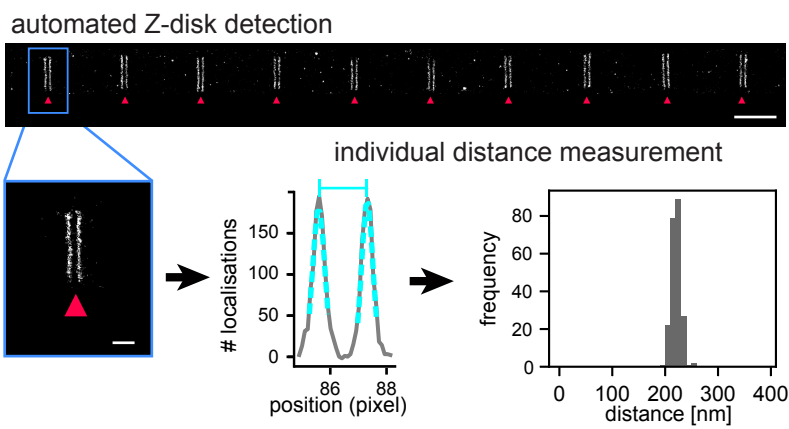 automated Z-disk detection
individual distance measurement
# localisations
150
100
50
0
86
88
position (pixel)
frequency
80
60
40
20
0
0 100 200 300 400
distance [nm]